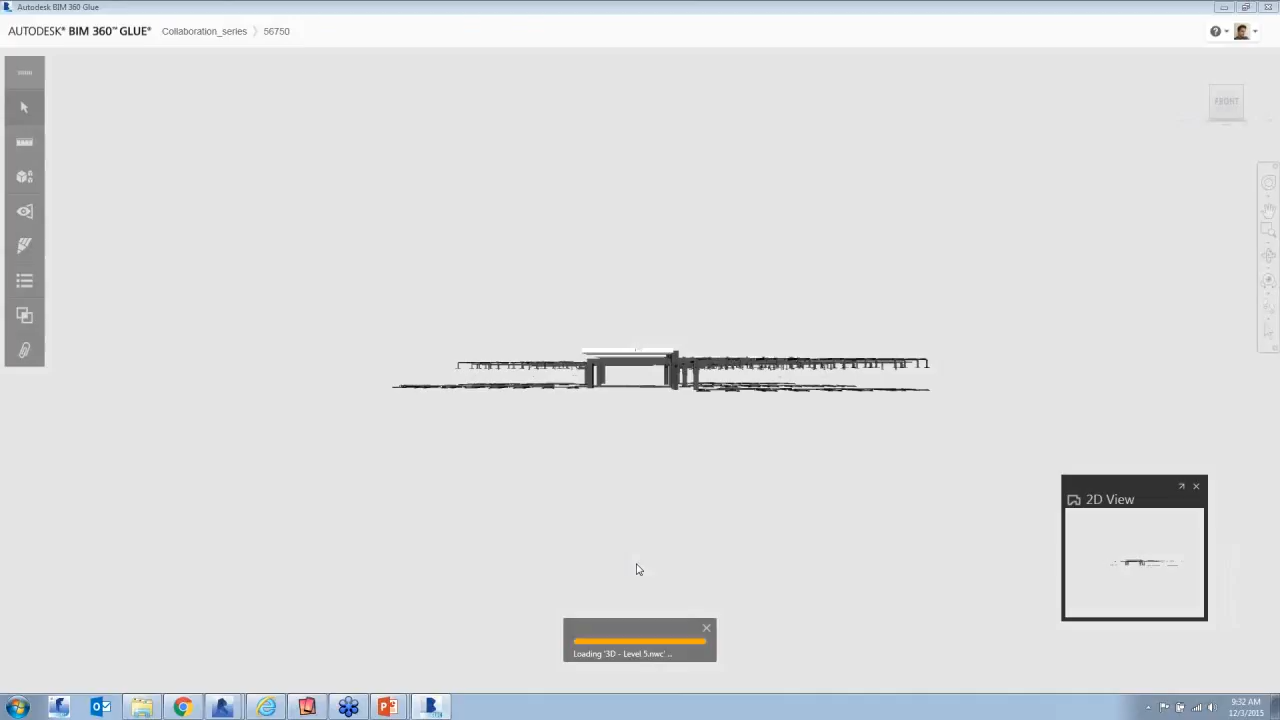 Autodesk BIM 360 Glue
AUTODESK® BIM 360™ GLUE® Collaboration_series 56750
FRONT
2D View
Loading '3D - Level 5.nwc' ...
9:32 AM
12/3/2015